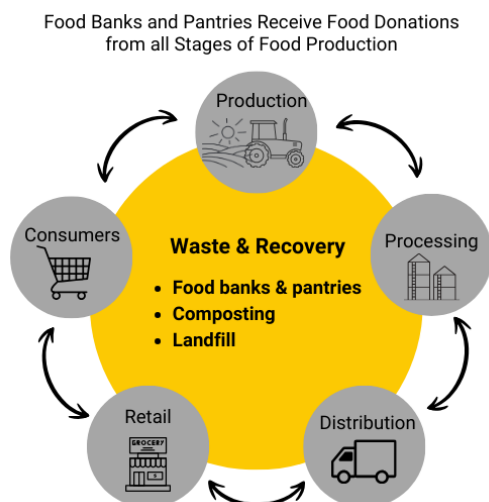 Food Banks and Pantries Receive Food Donations
from all Stages of Food Production
Production
Consumers
Processing
Waste & Recovery
• Food banks & pantries
• Composting
• Landfill
Retail
GROCERY
Distribution